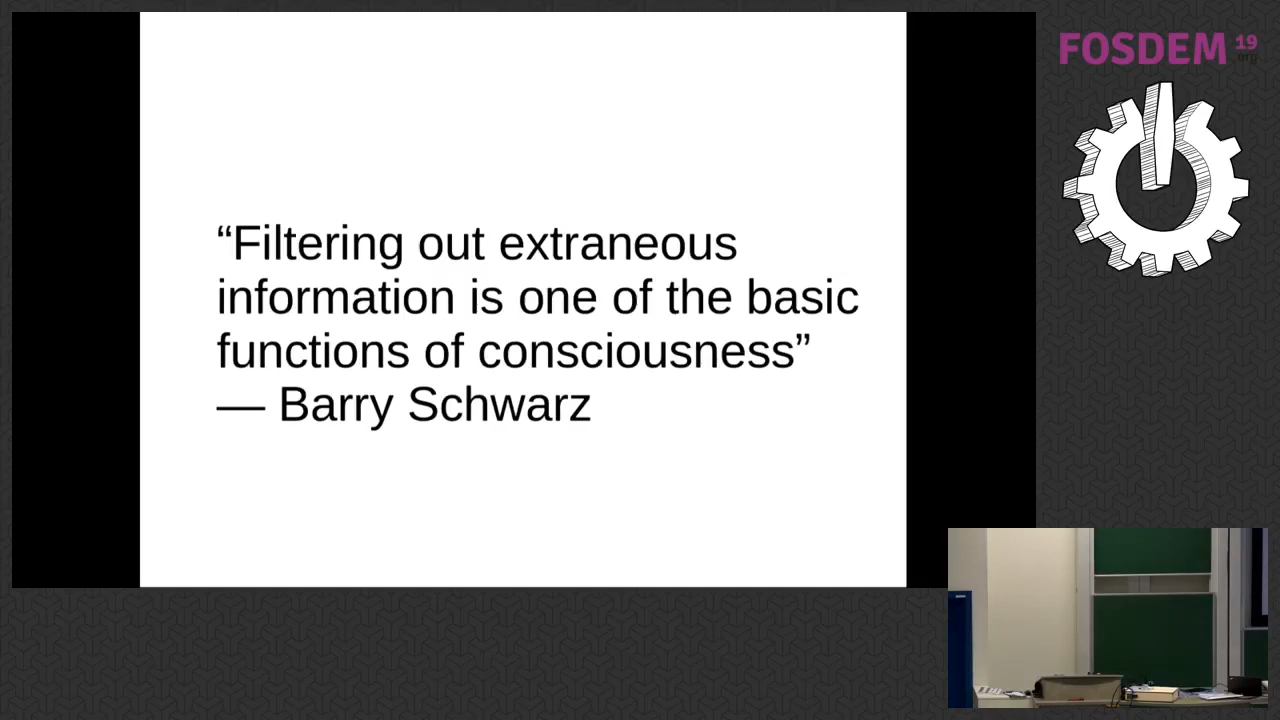 “Filtering out extraneous
information is one of the basic
functions of consciousness”
— Barry Schwarz
FOSDEM 19
.org